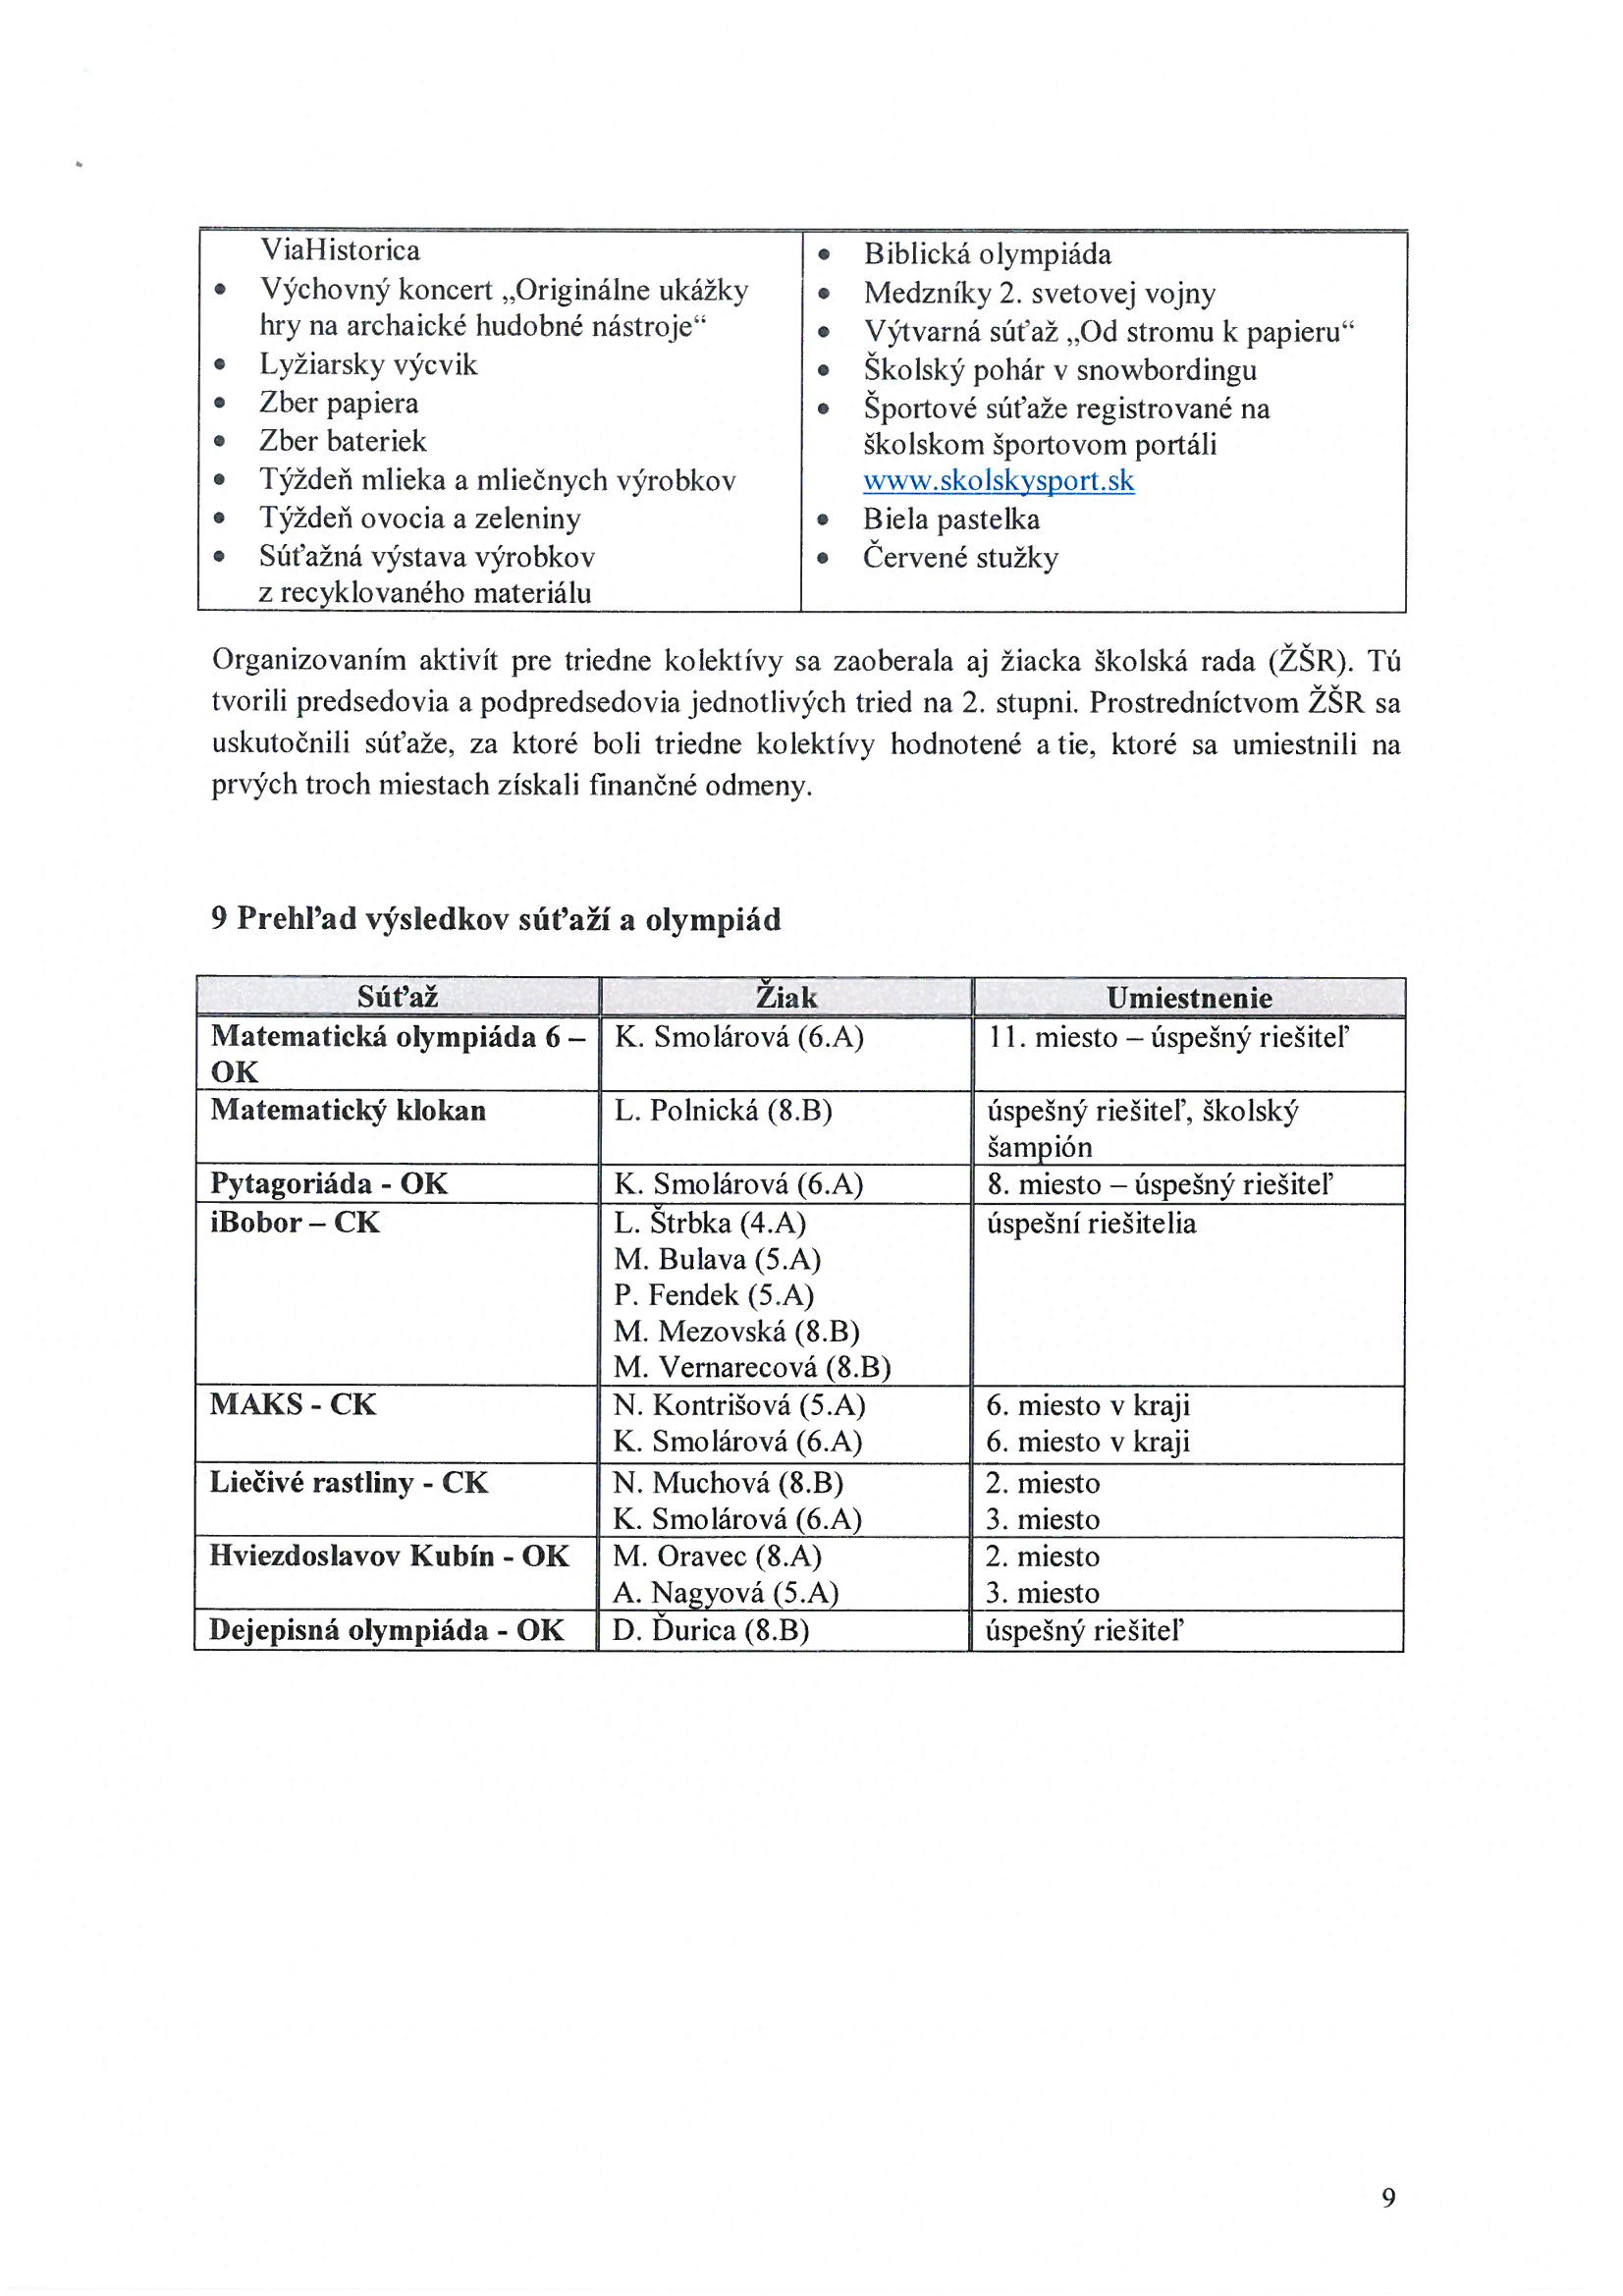 ViaHistorica
• Výchovný koncert „Originálne ukážky
hry na archaické hudobné nástroje“
• Lyžiarsky výcvik
• Zber papiera
• Zber bateriek
• Týždeň mlieka a mliečnych výrobkov
• Týždeň ovocia a zeleniny
• Súťažná výstava výrobkov
z recyklovaného materiálu
• Biblická olympiáda
• Medzníky 2. svetovej vojny
• Výtvarná súťaž „Od stromu k papieru“
• Školský pohár v snowbordingu
• Športové súťaže registrované na
školskom športovom portáli
www.skolskysport.sk
• Biela pastelka
• Červené stužky
Organizovaním aktivít pre triedne kolektívy sa zaoberala aj žiacka školská rada (ŽŠR). Tú
tvorili predsedovia a podpredsedovia jednotlivých tried na 2. stupni. Prostredníctvom ŽŠR sa
uskutočnili súťaže, za ktoré boli triedne kolektívy hodnotené a tie, ktoré sa umiestnili na
prvých troch miestach získali finančné odmeny.
9 Prehľad výsledkov súťaží a olympiád
Súťaž Žiak Umiestnenie
Matematická olympiáda 6 – K. Smolárová (6.A) 11. miesto – úspešný riešiteľ
OK
Matematický klokan L. Polnická (8.B) úspešný riešiteľ, školský
šampión
Pytagoriáda - OK K. Smolárová (6.A) 8. miesto – úspešný riešiteľ
iBobor – CK L. Štrbka (4.A) úspešní riešitelia
M. Bulava (5.A)
P. Fendek (5.A)
M. Mezovská (8.B)
M. Vernarecová (8.B)
MAKS - CK N. Kontrišová (5.A) 6. miesto v kraji
K. Smolárová (6.A) 6. miesto v kraji
Liečivé rastliny - CK N. Muchová (8.B) 2. miesto
K. Smolárová (6.A) 3. miesto
Hviezdoslavov Kubín - OK M. Oravec (8.A) 2. miesto
A. Nagyová (5.A) 3. miesto
Dejepisná olympiáda - OK D. Ďurica (8.B) úspešný riešiteľ
9